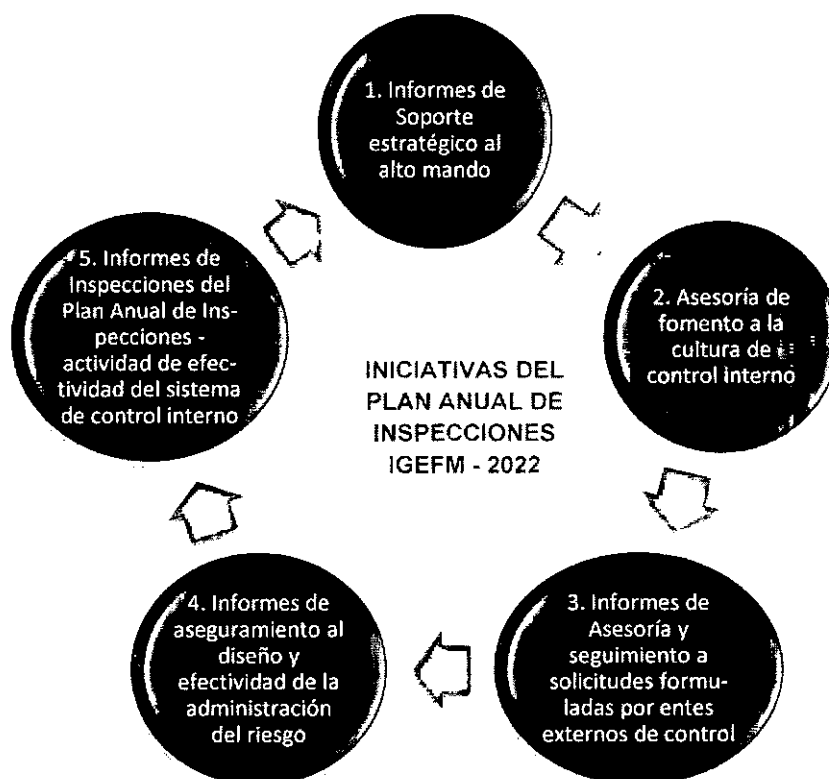 1. Informes de
Soporte
estratégico al
alto mando
2. Asesoría de
fomento a la
cultura de
control interno
3. Informes de
Asesoría y
seguimiento a
solicitudes formu-
ladas por entes
externos de control
4. Informes de
aseguramiento al
diseño y
efectividad de la
administración
del riesgo
5. Informes de
Inspecciones del
Plan Anual de Ins-
pecciones -
actividad de efec-
tividad del sistema
de control interno
INICIATIVAS DEL
PLAN ANUAL DE
INSPECCIONES
IGEFM - 2022